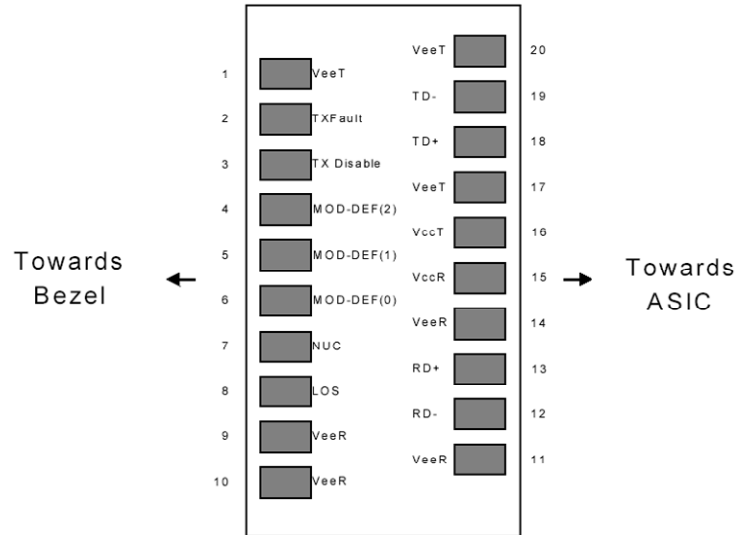 VeeT 20
1 VeeT
TD- 19
2 TXFault
TD+ 18
3 TX Disable
VeeT 17
4 MOD-DEF(2)
VccT 16
5 MOD-DEF(1)
VccR 15
6 MOD-DEF(0)
VeeR 14
7 NUC
RD+ 13
8 LOS
RD- 12
9 VeeR
VeeR 11
10 VeeR
Towards
Bezel
Towards
ASIC